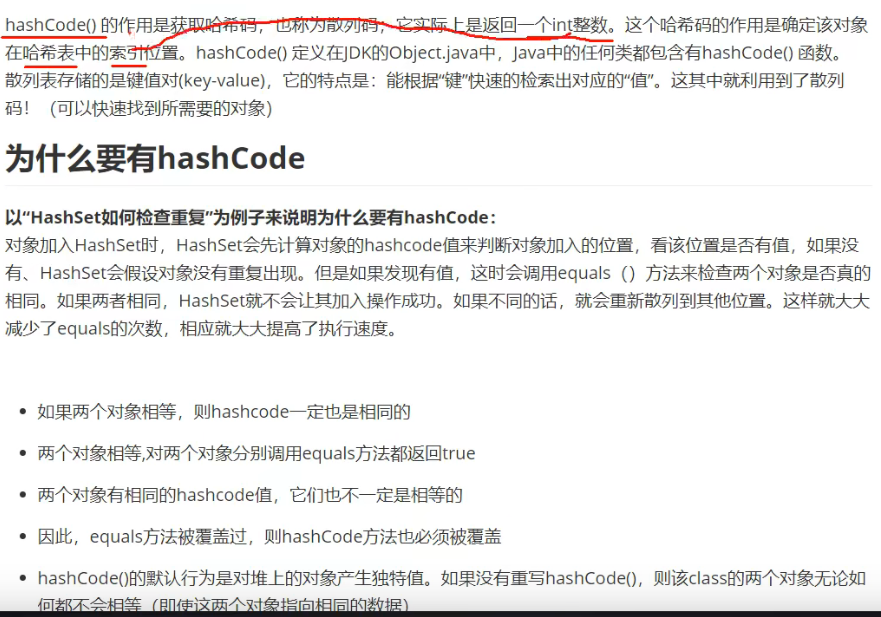 hashCode() 的作用是获取哈希码，也称为散列码；它实际上是返回一个int整数。这个哈希码的作用是确定该对象
在哈希表中的索引位置。hashCode() 定义在JDK的Object.java中，Java中的任何类都包含有hashCode() 函数。
散列表存储的是键值对(key-value)，它的特点是：能根据“键”快速的检索出对应的“值”。这其中就利用到了散列
码！（可以快速找到所需要的对象）
为什么要有hashCode
以“HashSet如何检查重复”为例子来说明为什么要有hashCode：
对象加入HashSet时，HashSet会先计算对象的hashcode值来判断对象加入的位置，看该位置是否有值，如果没
有、HashSet会假设对象没有重复出现。但是如果发现有值，这时会调用equals（）方法来检查两个对象是否真的
相同。如果两者相同，HashSet就不会让其加入操作成功。如果不同的话，就会重新散列到其他位置。这样就大大
减少了equals的次数，相应就大大提高了执行速度。
如果两个对象相等，则hashcode一定也是相同的
两个对象相等,对两个对象分别调用equals方法都返回true
两个对象有相同的hashcode值，它们也不一定是相等的
因此，equals方法被覆盖过，则hashCode方法也必须被覆盖
hashCode()的默认行为是对堆上的对象产生独特值。如果没有重写hashCode()，则该class的两个对象无论如
何都不会相等（即使这两个对象指向相同的数据）